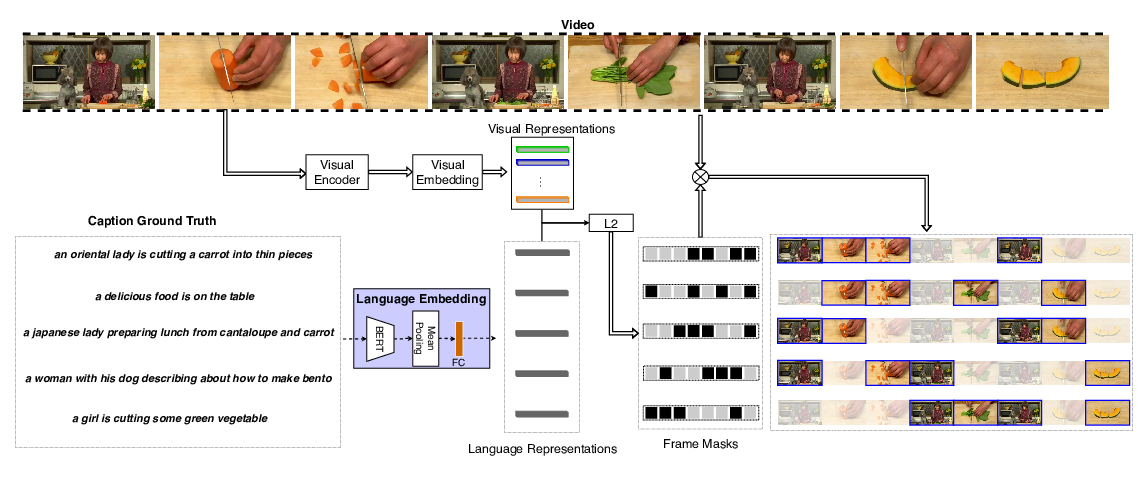 Video
Visual Representations
Visual
Encoder
Visual
Embedding
L2
Caption Ground Truth
an oriental lady is cutting a carrot into thin pieces
a delicious food is on the table
a japanese lady preparing lunch from cantaloupe and carrot
a woman with his dog describing about how to make bento
a girl is cutting some green vegetable
Language Embedding
BERT
Mean
Pooling
FC
Language Representations
Frame Masks